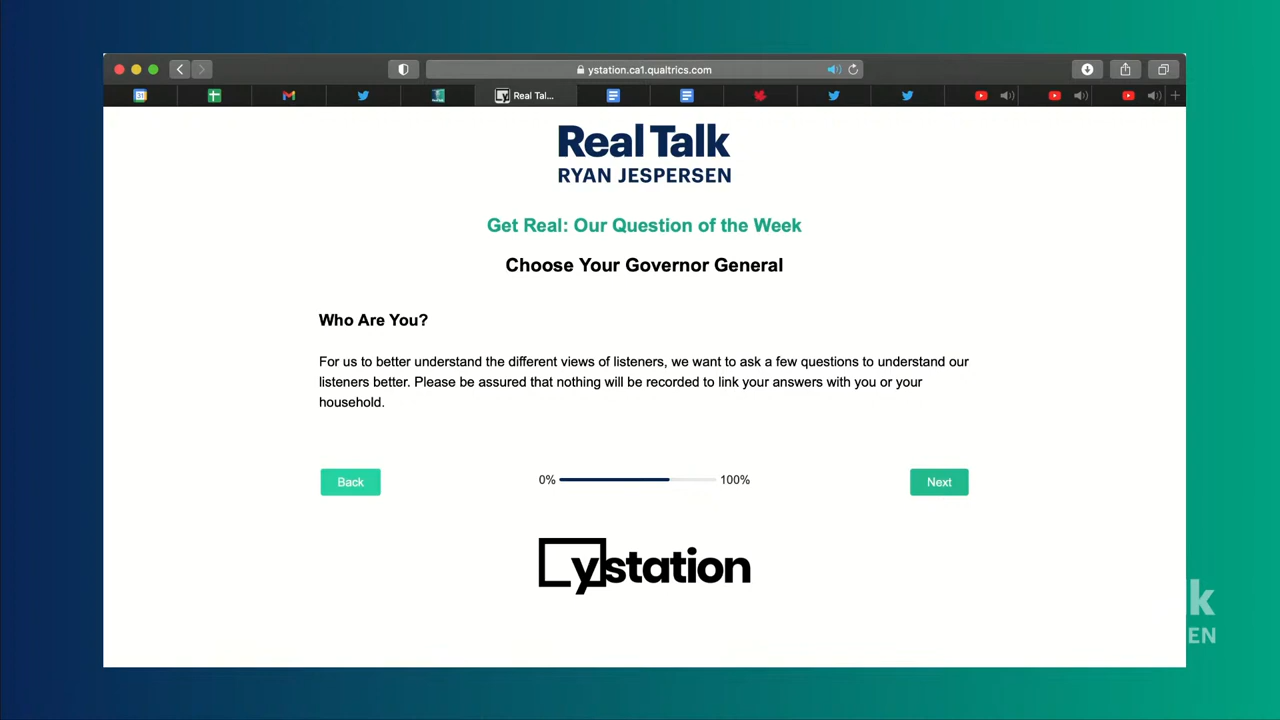 ystation.ca1.qualtrics.com
31
Real Tal...
Real Talk
RYAN JESPERSEN
Get Real: Our Question of the Week
Choose Your Governor General
Who Are You?
For us to better understand the different views of listeners, we want to ask a few questions to understand our
listeners better. Please be assured that nothing will be recorded to link your answers with you or your
household.
Back
0%
100%
Next
ystation
lk
EN